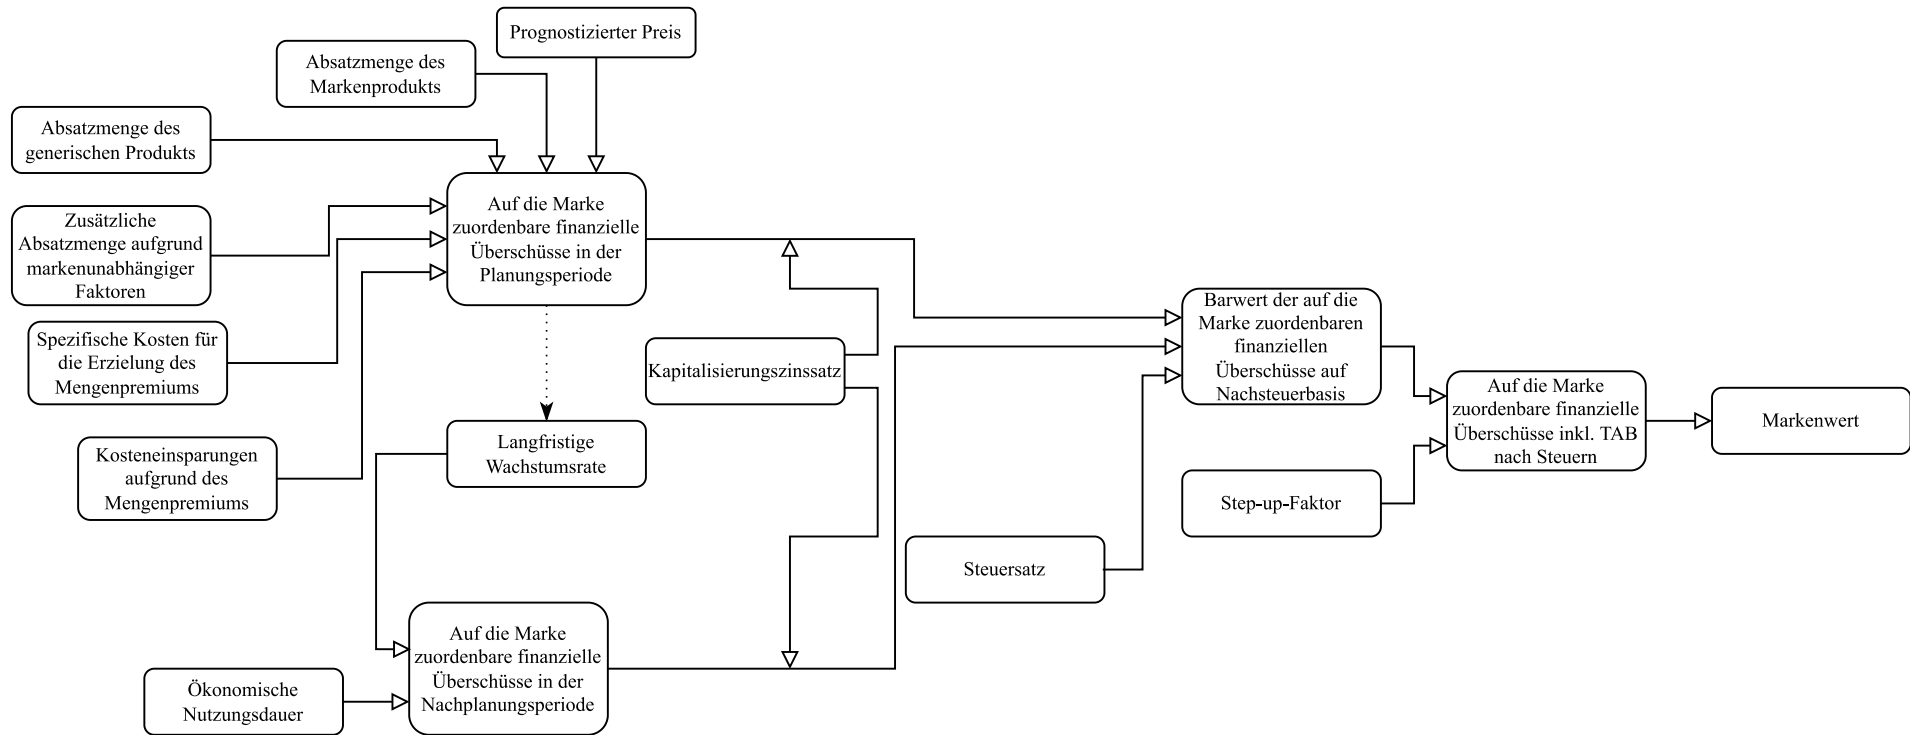 Prognostizierter Preis
Absatzmenge des
Markenprodukts
Absatzmenge des
generischen Produkts
Zusätzliche
Absatzmenge aufgrund
markenunabhängiger
Faktoren
Spezifische Kosten für
die Erzielung des
Mengenpremiums
Kosteneinsparungen
aufgrund des
Mengenpremiums
Auf die Marke
zuordenbare finanzielle
Überschüsse in der
Planungsperiode
Langfristige
Wachstumsrate
Ökonomische
Nutzungsdauer
Auf die Marke
zuordenbare finanzielle
Überschüsse in der
Nachplanungsperiode
Kapitalisierungszinssatz
Steuersatz
Barwert der auf die
Marke zuordenbaren
finanziellen
Überschüsse auf
Nachsteuerbasis
Step-up-Faktor
Auf die Marke
zuordenbare finanzielle
Überschüsse inkl. TAB
nach Steuern
Markenwert